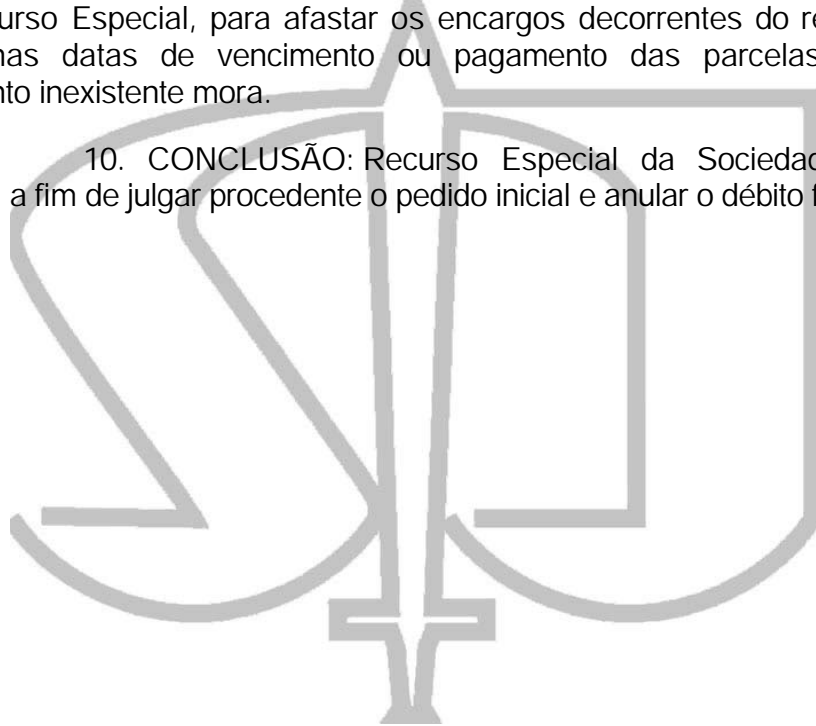 urso Especial, para afastar os encargos decorrentes do re
nas datas de vencimento ou pagamento das parcelas
nto inexistente mora.
10. CONCLUSÃO: Recurso Especial da Sociedad
a fim de julgar procedente o pedido inicial e anular o débito f